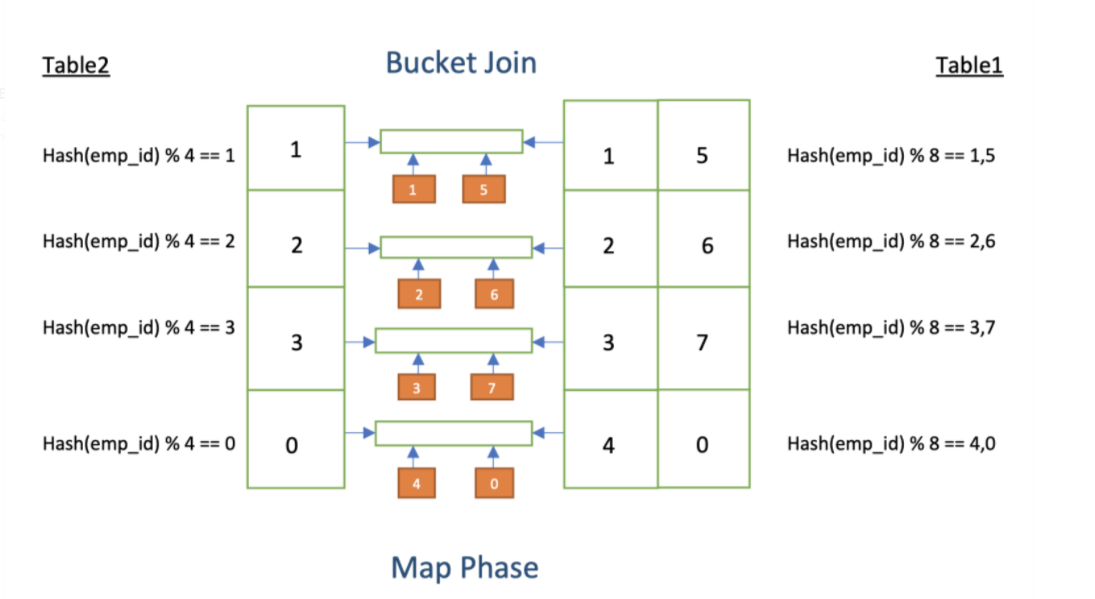 Table2
Bucket Join
Table1
Hash(emp_id) % 4 == 1
1
1
5
Hash(emp_id) % 8 == 1,5
1
5
Hash(emp_id) % 4 == 2
2
2
6
Hash(emp_id) % 8 == 2,6
2
6
Hash(emp_id) % 4 == 3
3
3
7
Hash(emp_id) % 8 == 3,7
3
7
Hash(emp_id) % 4 == 0
0
4
0
Hash(emp_id) % 8 == 4,0
4
0
Map Phase